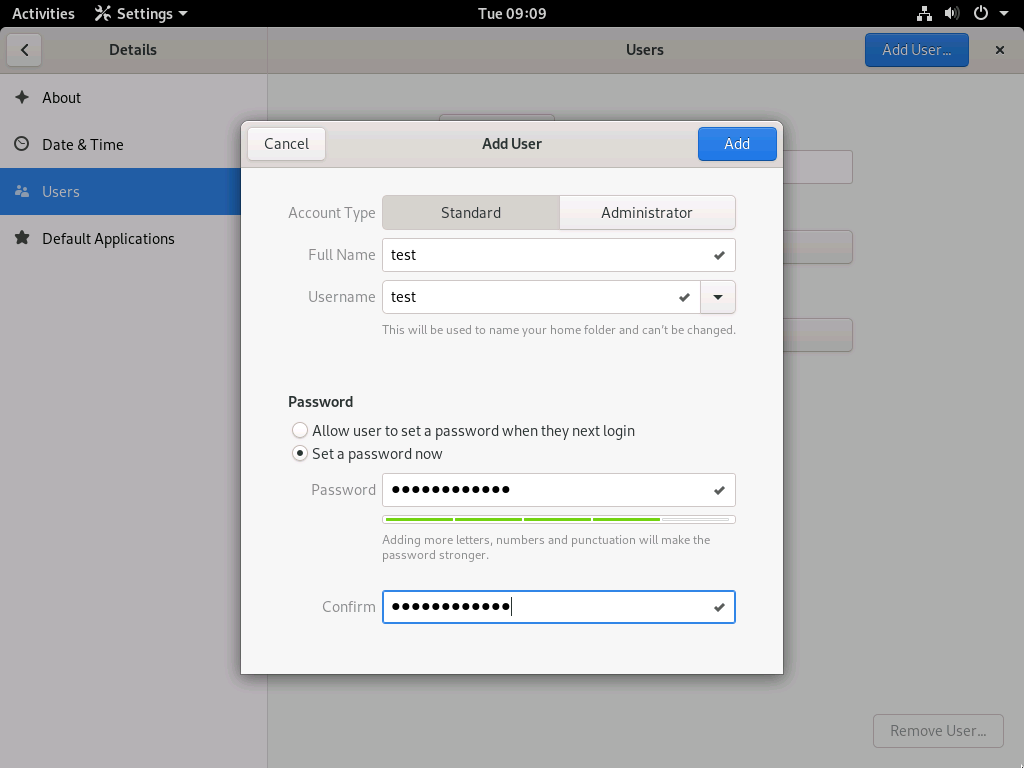 Activities Settings Tue 09:09
Details Users Add User...
About
Date & Time
Users
Default Applications
Cancel Add User Add
Account Type Standard Administrator
Full Name test
Username test
This will be used to name your home folder and can't be changed.
Password
Allow user to set a password when they next login
Set a password now
Password ●●●●●●●●●●●●
Adding more letters, numbers and punctuation will make the
password stronger.
Confirm ●●●●●●●●●●●●
Remove User...